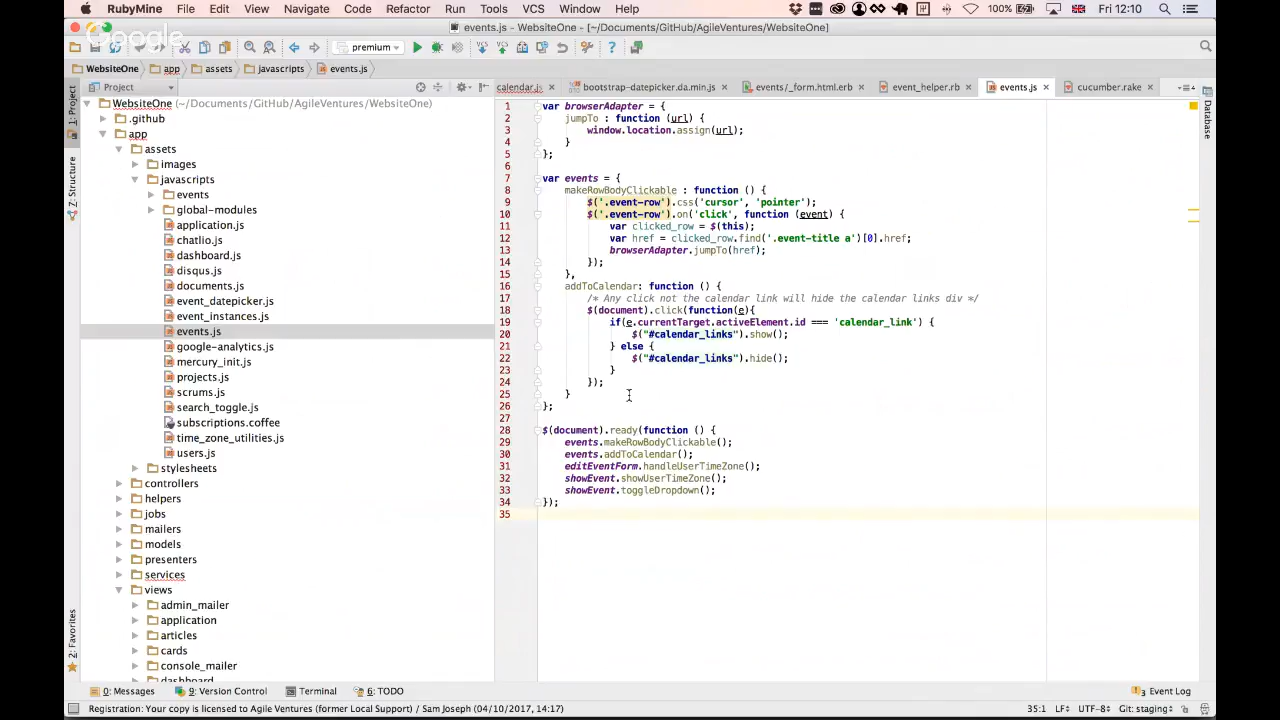 RubyMine File Edit View Navigate Code Refactor Run Tools VCS Window Help 100% Fri 12:10
events.js - WebsiteOne - [~/Documents/GitHub/AgileVentures/WebsiteOne]
Google
premium
WebsiteOne app assets javascripts events.js
Project calendar.js bootstrap-datepicker.da.min.js events/_form.html.erb event_helper.rb events.js cucumber.rake
1: Project
Z: Structure
2: Favorites
Database
WebsiteOne (~/Documents/GitHub/AgileVentures/WebsiteOne)
.github
app
assets
images
javascripts
events
global-modules
application.js
chatlio.js
dashboard.js
disqus.js
documents.js
event_datepicker.js
event_instances.js
events.js
google-analytics.js
mercury_init.js
projects.js
scrums.js
search_toggle.js
subscriptions.coffee
time_zone_utilities.js
users.js
stylesheets
controllers
helpers
jobs
mailers
models
presenters
services
views
admin_mailer
application
articles
cards
console_mailer
dashboard
1 var browserAdapter = {
2 jumpTo : function (url) {
3 window.location.assign(url);
4 }
5 };
6
7 var events = {
8 makeRowBodyClickable : function () {
9 $('.event-row').css('cursor', 'pointer');
10 $('.event-row').on('click', function (event) {
11 var clicked_row = $(this);
12 var href = clicked_row.find('.event-title a')[0].href;
13 browserAdapter.jumpTo(href);
14 });
15 },
16 addToCalendar: function () {
17 /* Any click not the calendar link will hide the calendar links div */
18 $(document).click(function(e){
19 if(e.currentTarget.activeElement.id === 'calendar_link') {
20 $("#calendar_links").show();
21 } else {
22 $("#calendar_links").hide();
23 }
24 });
25 }
26 };
27
28 $(document).ready(function () {
29 events.makeRowBodyClickable();
30 events.addToCalendar();
31 editEventForm.handleUserTimeZone();
32 showEvent.showUserTimeZone();
33 showEvent.toggleDropdown();
34 });
35
0: Messages 9: Version Control Terminal 6: TODO 3 Event Log
Registration: Your copy is licensed to Agile Ventures (former Local Support) / Sam Joseph (04/10/2017, 14:17) 35:1 LF÷ UTF-8÷ Git: staging÷